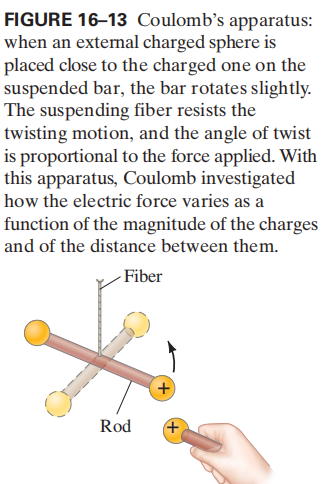 FIGURE 16–13 Coulomb's apparatus:
when an external charged sphere is
placed close to the charged one on the
suspended bar, the bar rotates slightly.
The suspending fiber resists the
twisting motion, and the angle of twist
is proportional to the force applied. With
this apparatus, Coulomb investigated
how the electric force varies as a
function of the magnitude of the charges
and of the distance between them.
Fiber
+
Rod
+